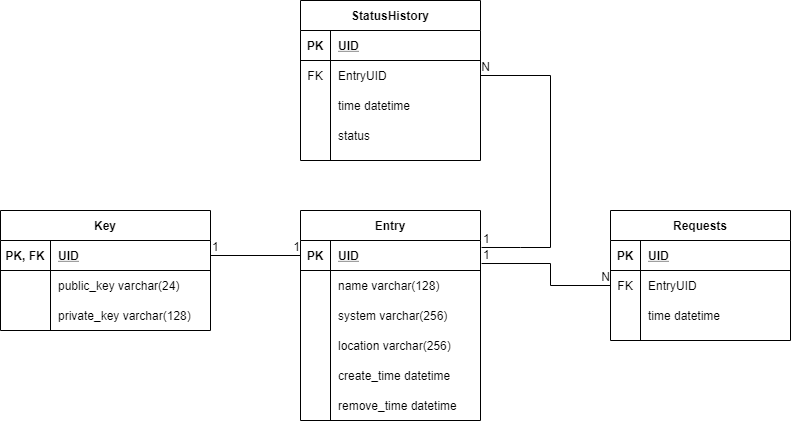 StatusHistory
PK UID
FK EntryUID
time datetime
status
N
Key
PK, FK UID
public_key varchar(24)
private_key varchar(128)
1
1
Entry
PK UID
name varchar(128)
system varchar(256)
location varchar(256)
create_time datetime
remove_time datetime
1
1
N
Requests
PK UID
FK EntryUID
time datetime